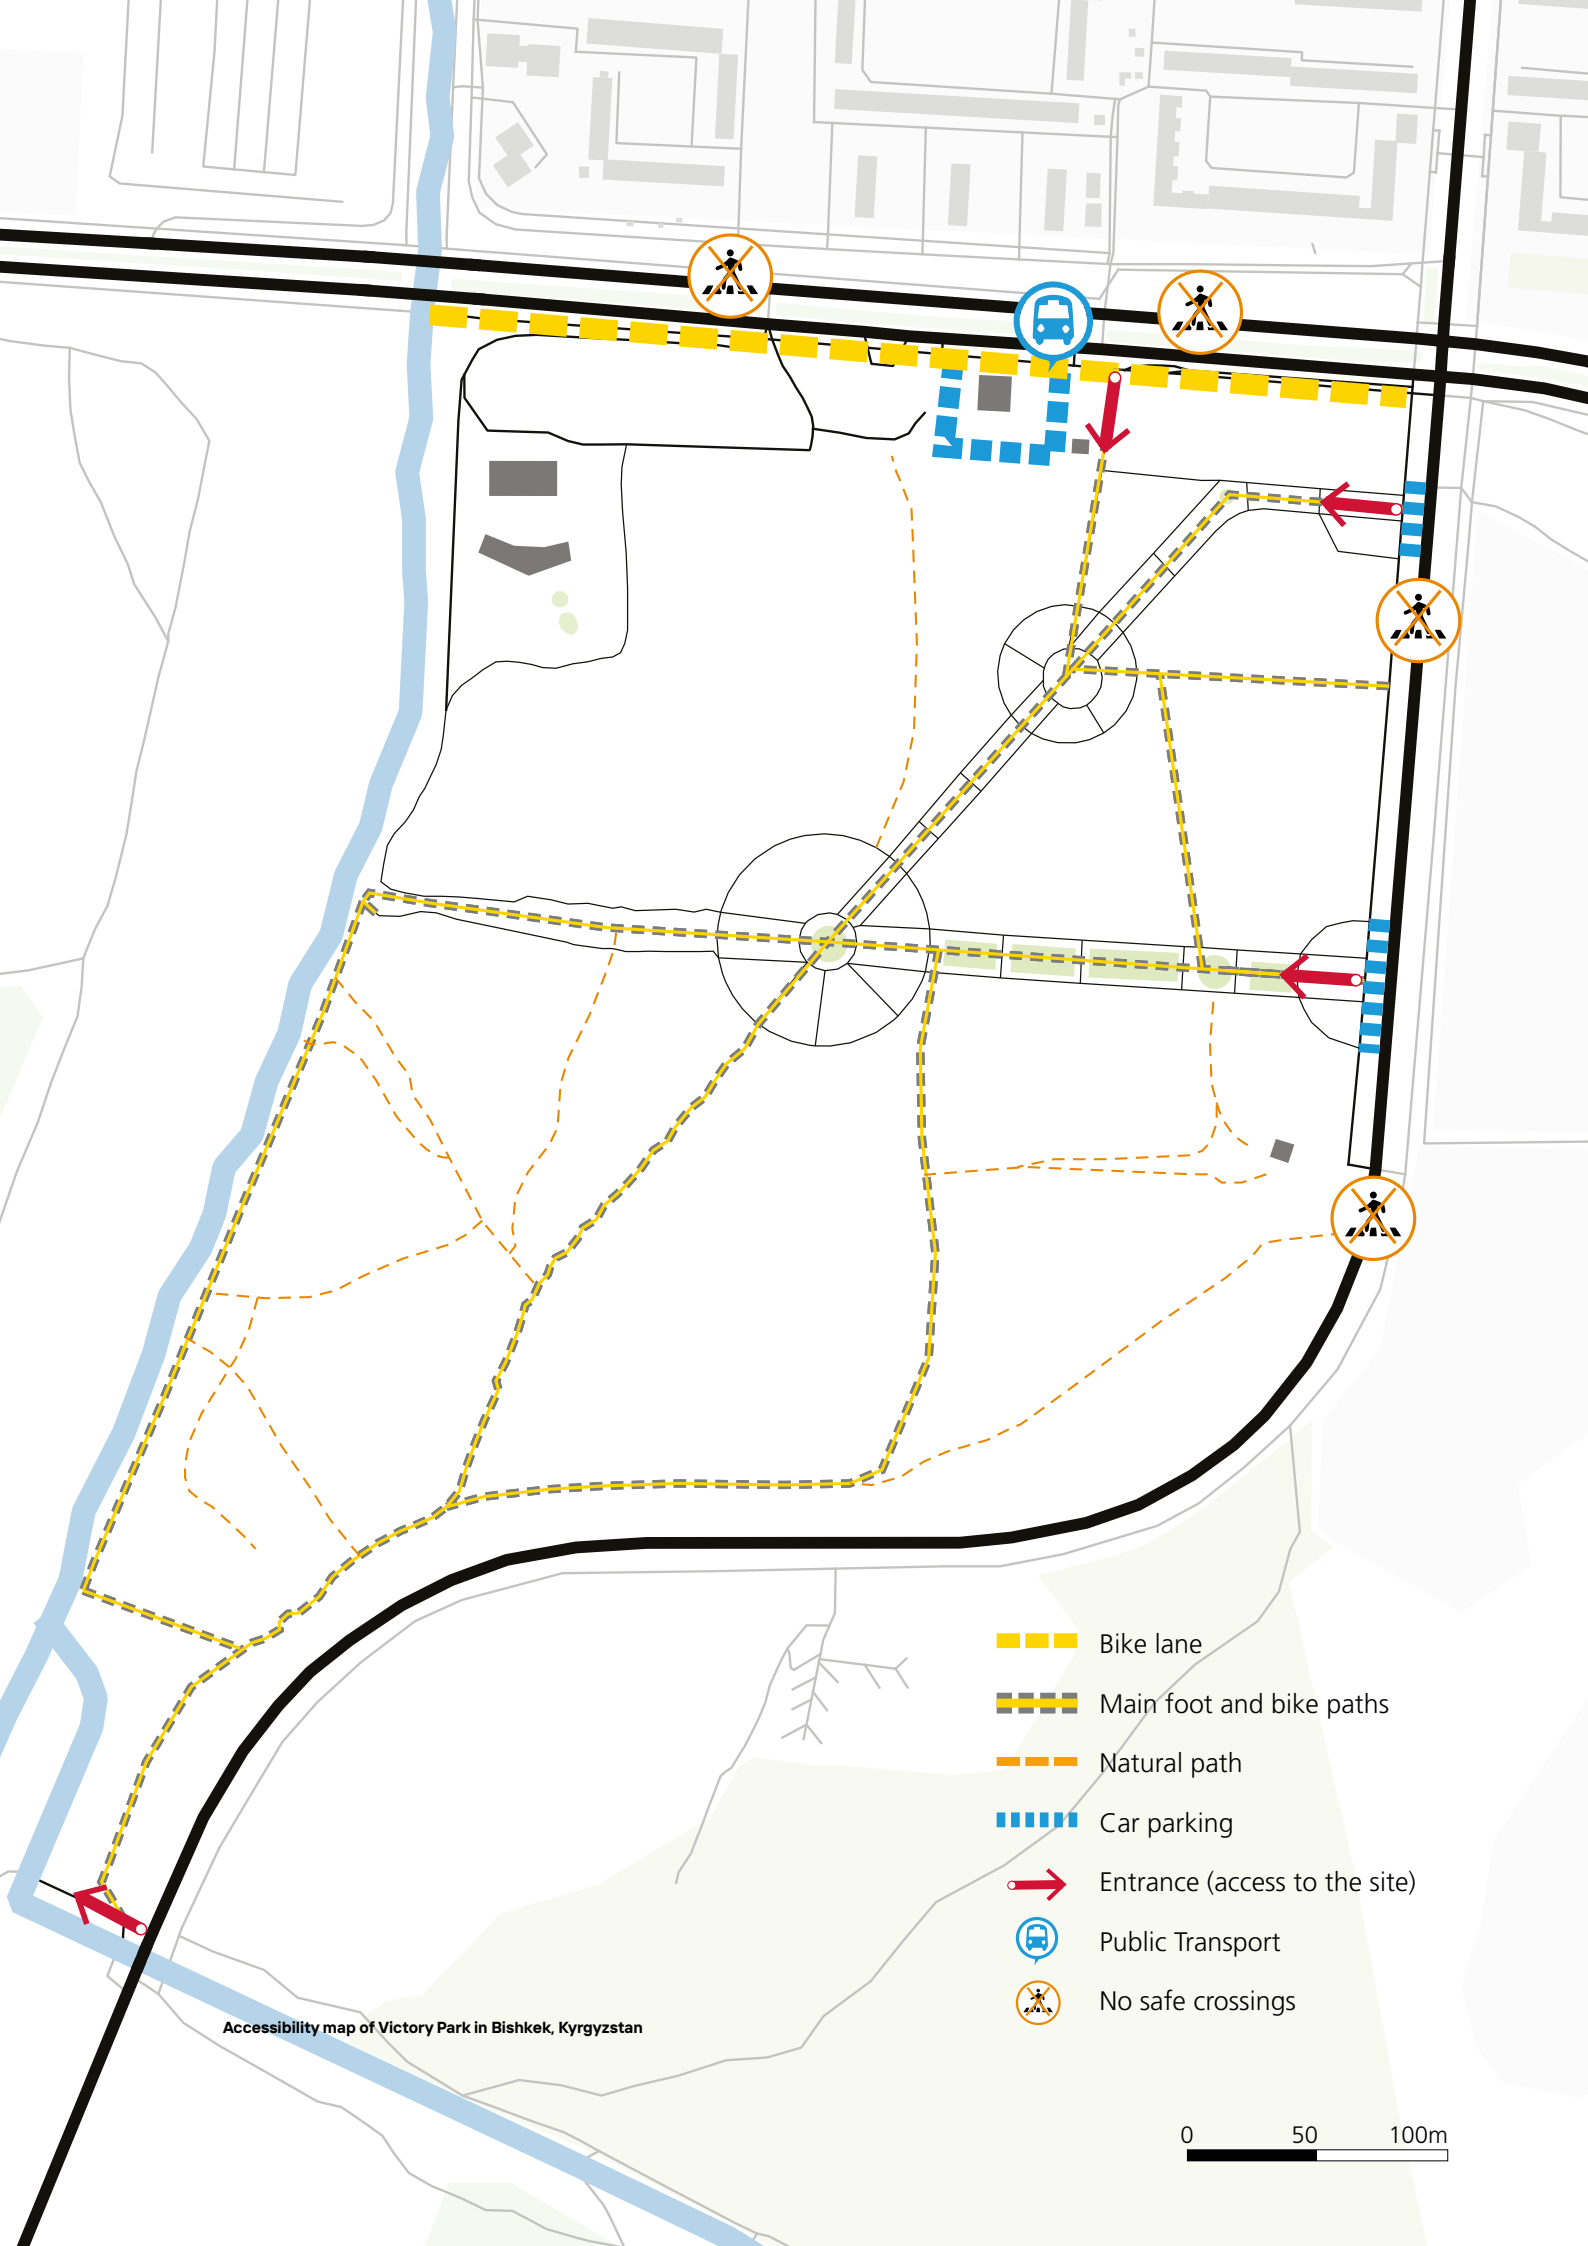 Bike lane
Main foot and bike paths
Natural path
Car parking
Entrance (access to the site)
Public Transport
No safe crossings
Accessibility map of Victory Park in Bishkek, Kyrgyzstan
0 50 100m